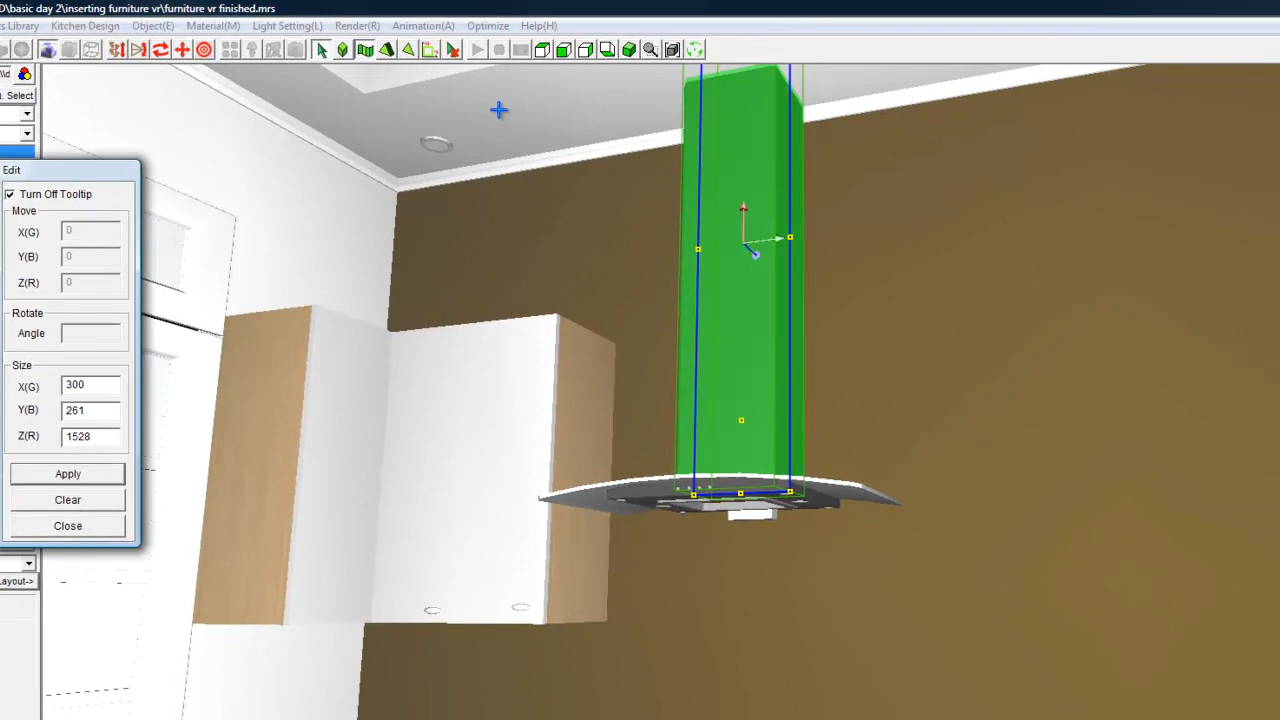 D\basic day 2\inserting furniture vr\furniture vr finished.mrs
ts Library Kitchen Design Object(E) Material(M) Light Setting(L) Render(R) Animation(A) Optimize Help(H)
\\d
t. Select
Edit
Turn Off Tooltip
Move
X(G) 0
Y(B) 0
Z(R) 0
Rotate
Angle
Size
X(G) 300
Y(B) 261
Z(R) 1528
Apply
Clear
Close
Layout->